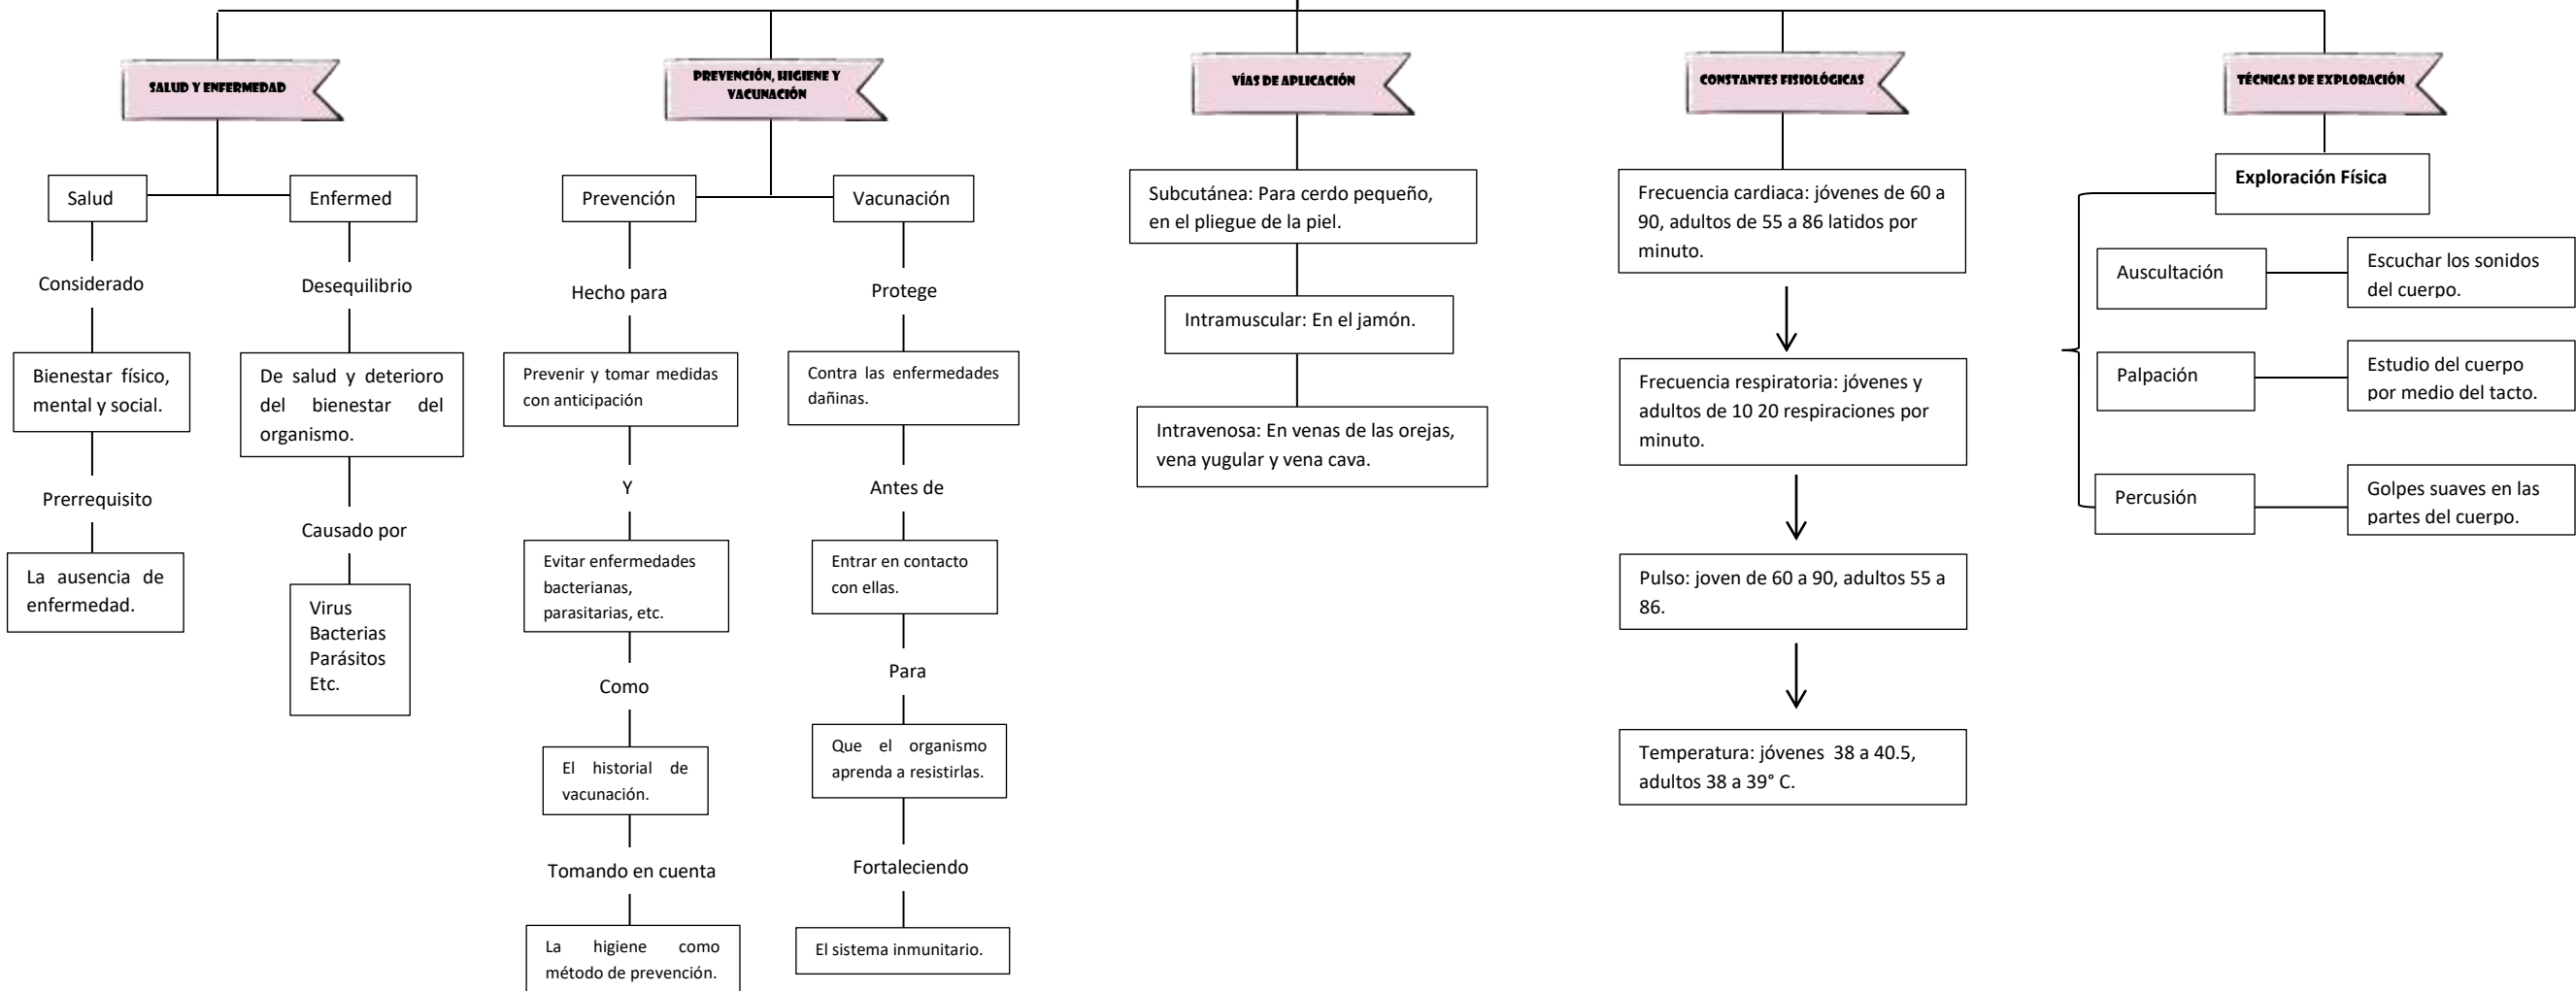 SALUD Y ENFERMEDAD
Salud
Considerado
Bienestar físico,
mental y social.
Prerrequisito
La ausencia de
enfermedad.
Enfermed
Desequilibrio
De salud y deterioro
del bienestar del
organismo.
Causado por
Virus
Bacterias
Parásitos
Etc.
PREVENCIÓN, HIGIENE Y
VACUNACIÓN
Prevención
Hecho para
Prevenir y tomar medidas
con anticipación
Y
Evitar enfermedades
bacterianas,
parasitarias, etc.
Como
El historial de
vacunación.
Tomando en cuenta
La higiene como
método de prevención.
Vacunación
Protege
Contra las enfermedades
dañinas.
Antes de
Entrar en contacto
con ellas.
Para
Que el organismo
aprenda a resistirlas.
Fortaleciendo
El sistema inmunitario.
VÍAS DE APLICACIÓN
Subcutánea: Para cerdo pequeño,
en el pliegue de la piel.
Intramuscular: En el jamón.
Intravenosa: En venas de las orejas,
vena yugular y vena cava.
CONSTANTES FISIOLÓGICAS
Frecuencia cardiaca: jóvenes de 60 a
90, adultos de 55 a 86 latidos por
minuto.
Frecuencia respiratoria: jóvenes y
adultos de 10 20 respiraciones por
minuto.
Pulso: joven de 60 a 90, adultos 55 a
86.
Temperatura: jóvenes 38 a 40.5,
adultos 38 a 39° C.
TÉCNICAS DE EXPLORACIÓN
Exploración Física
Auscultación
Escuchar los sonidos
del cuerpo.
Palpación
Estudio del cuerpo
por medio del tacto.
Percusión
Golpes suaves en las
partes del cuerpo.